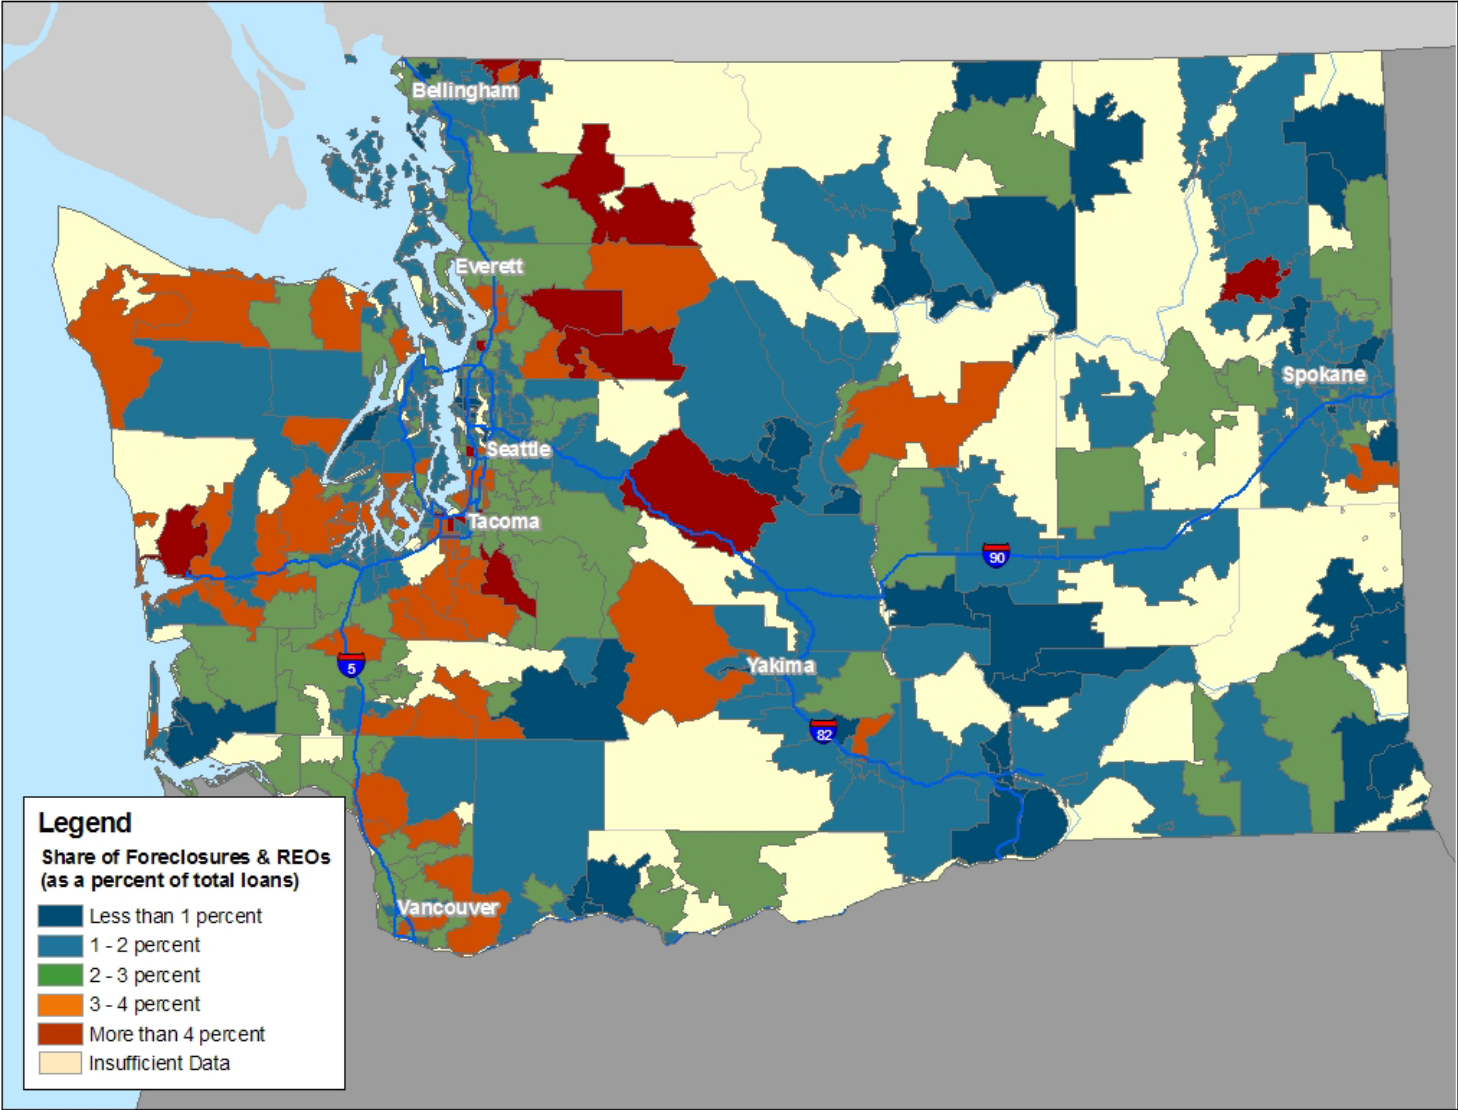 Bellingham
Everett
Spokane
Seattle
Tacoma
90
5
Yakima
82
Vancouver
Legend
Share of Foreclosures & REOs
(as a percent of total loans)
Less than 1 percent
1 - 2 percent
2 - 3 percent
3 - 4 percent
More than 4 percent
Insufficient Data